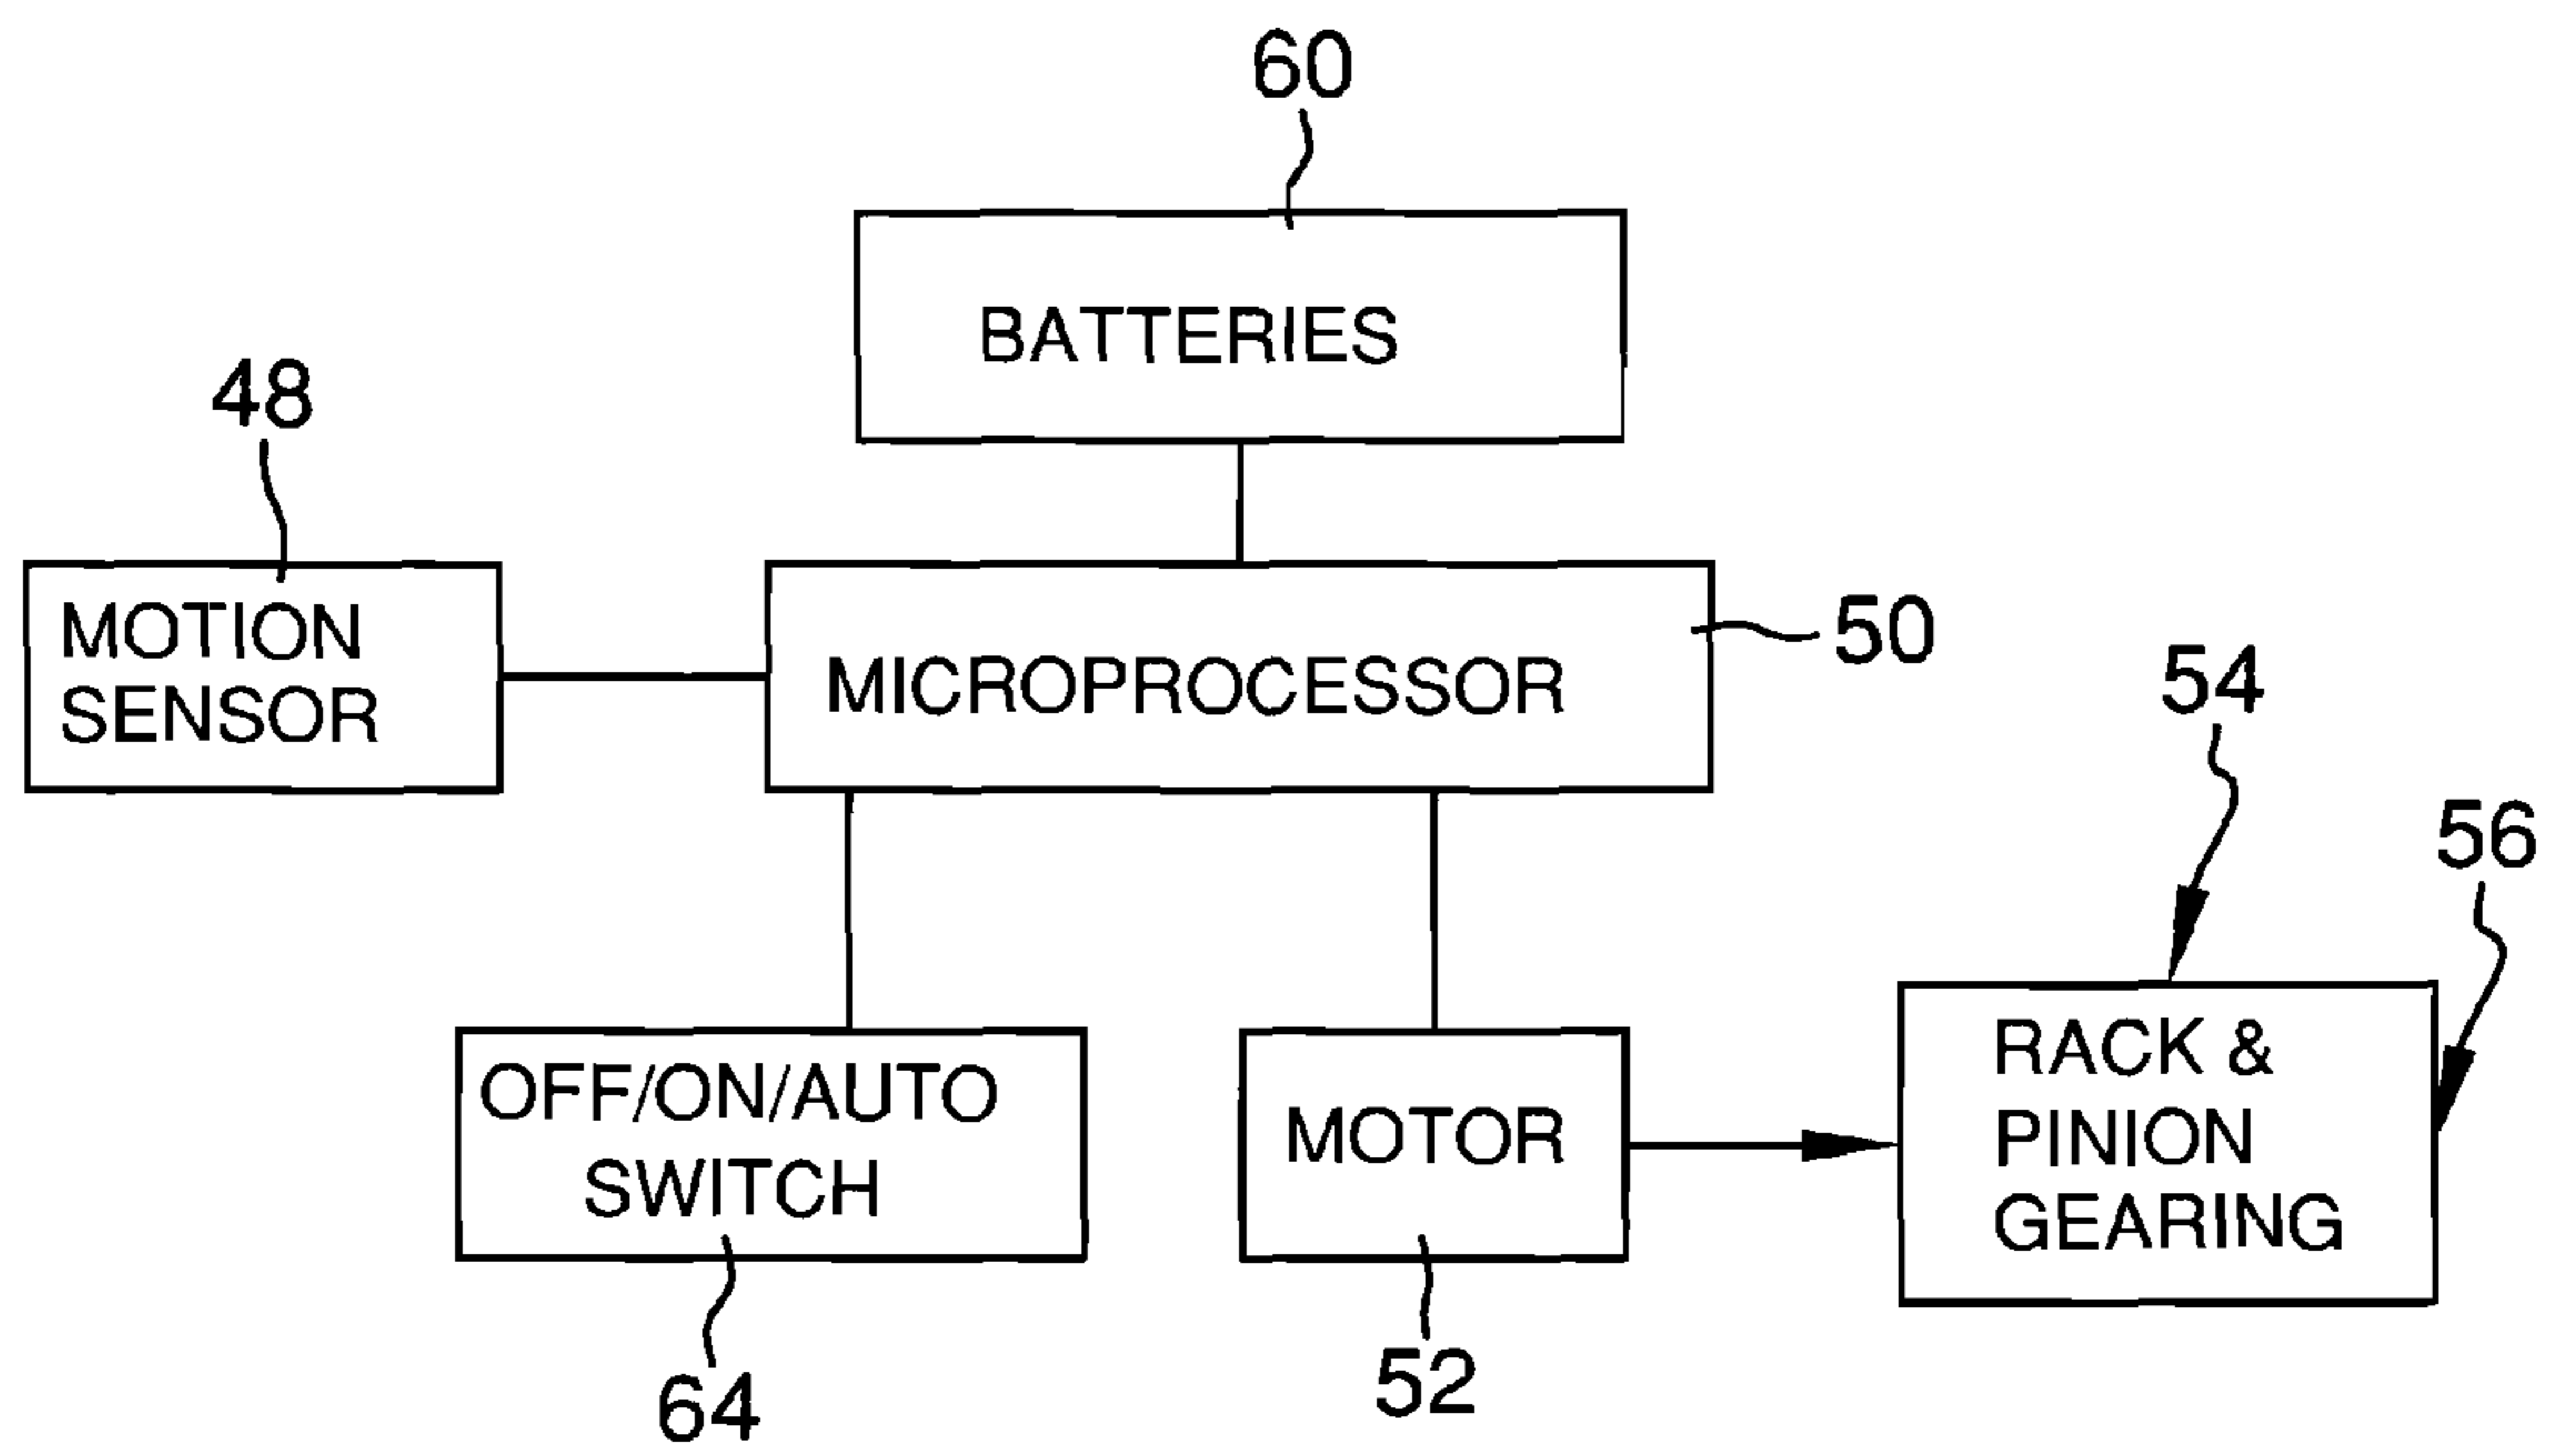 60
BATTERIES
48
MOTION
SENSOR
MICROPROCESSOR
50
54
56
OFF/ON/AUTO
SWITCH
64
MOTOR
52
RACK &
PINION
GEARING